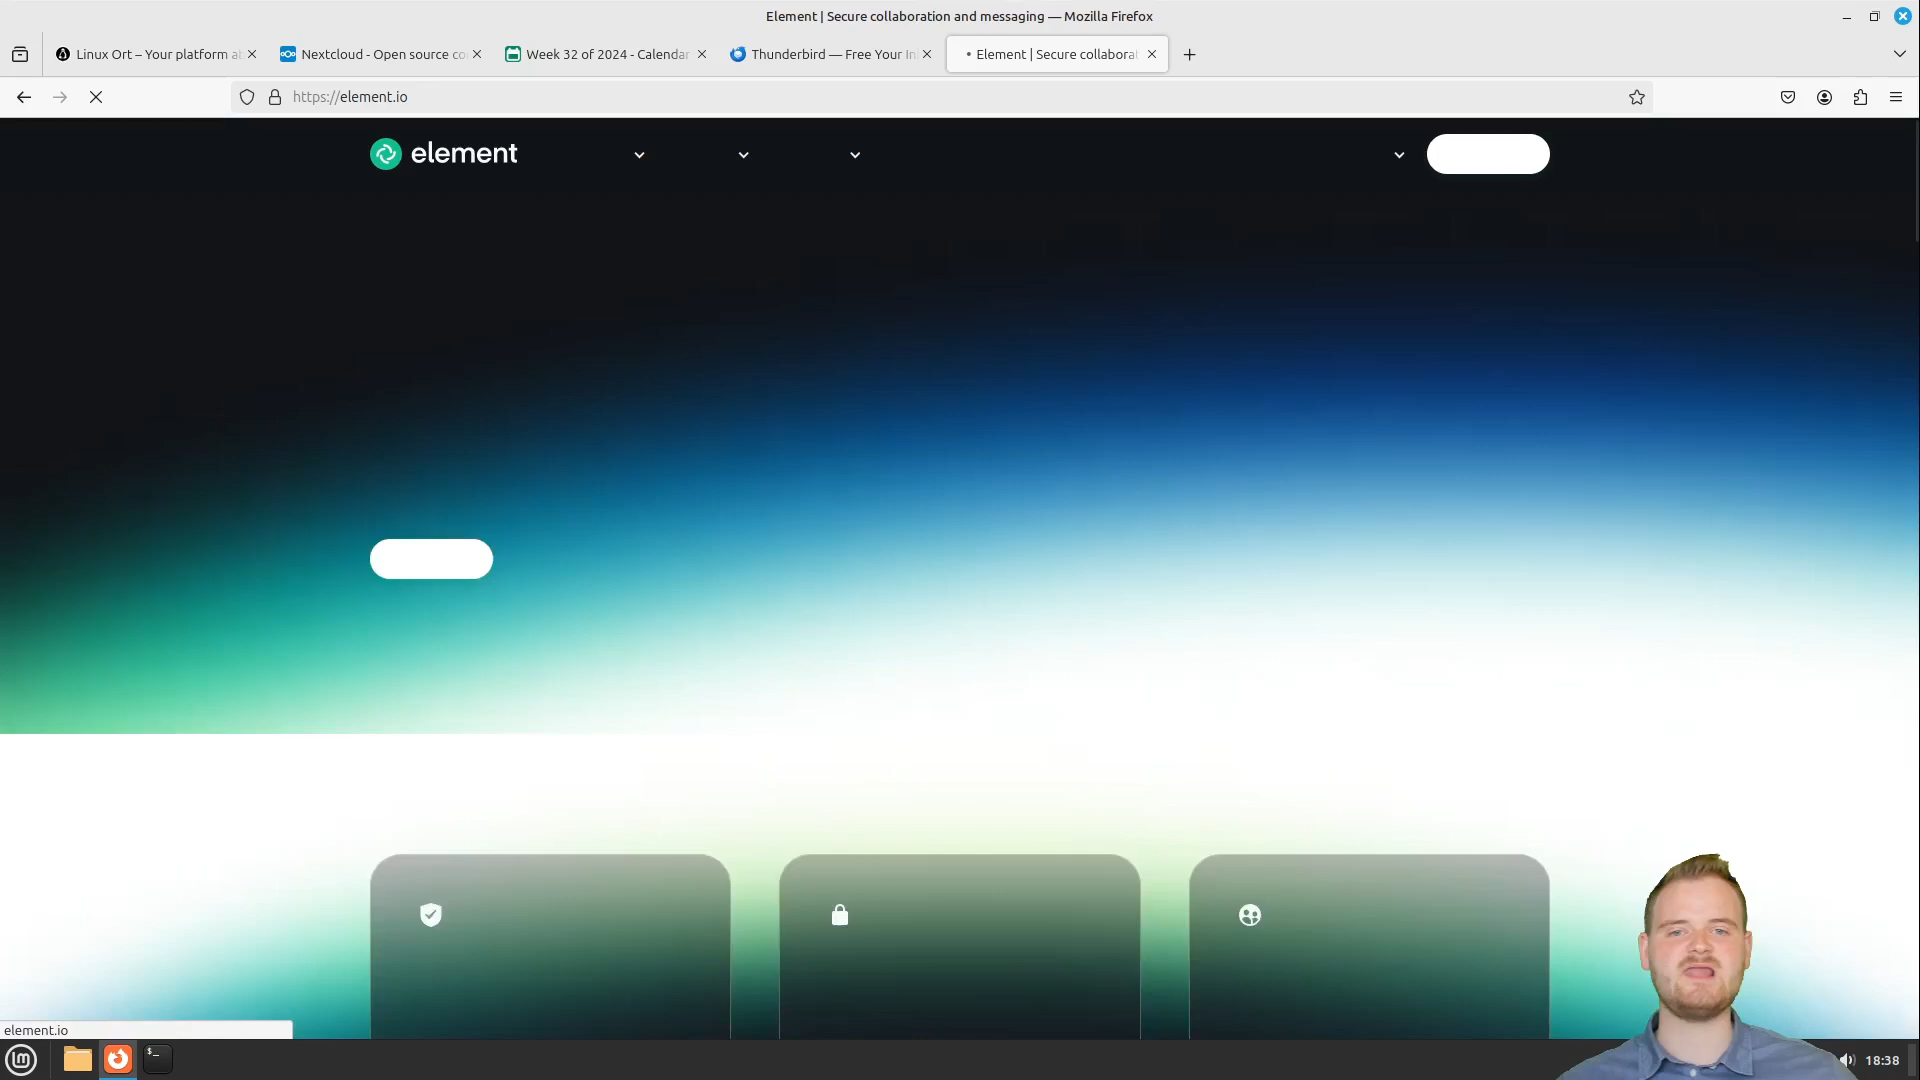 Element | Secure collaboration and messaging — Mozilla Firefox
Linux Ort – Your platform ab
Nextcloud - Open source co
Week 32 of 2024 - Calendar
Thunderbird — Free Your In
Element | Secure collaborat
https://element.io
element
element.io
18:38